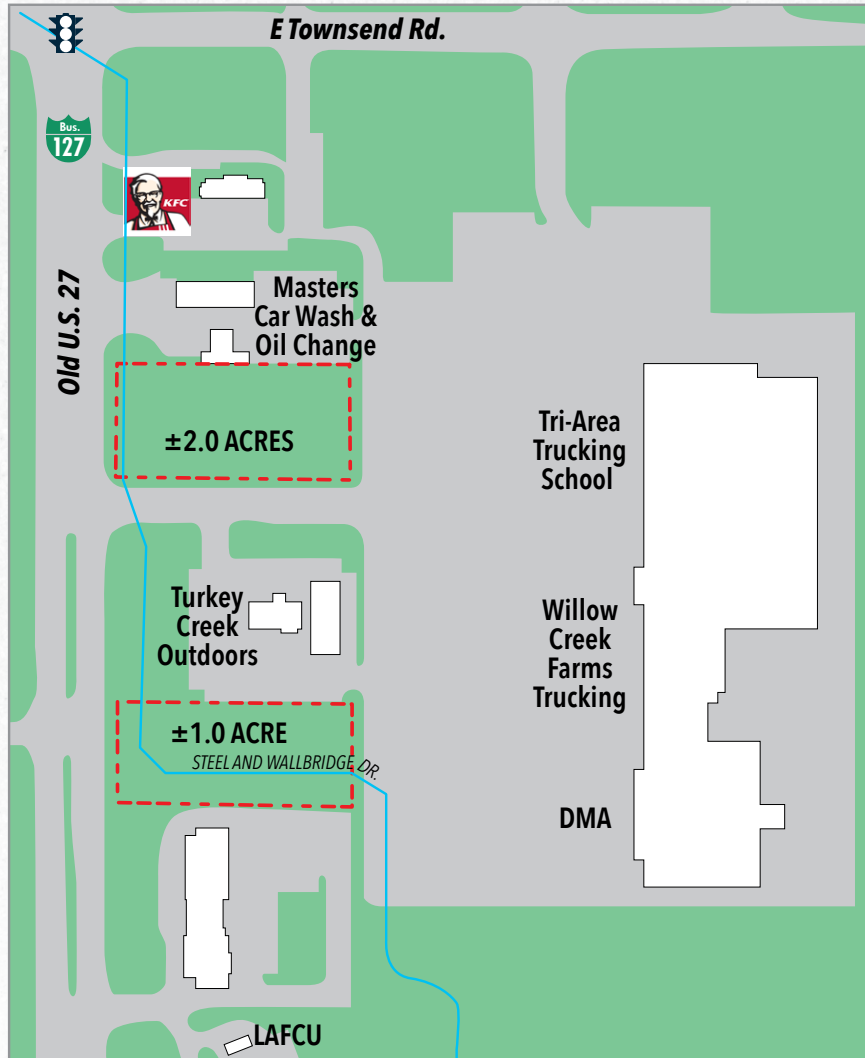 E Townsend Rd.
Bus.
127
KFC
Old U.S. 27
Masters
Car Wash &
Oil Change
±2.0 ACRES
Tri-Area
Trucking
School
Turkey
Creek
Outdoors
Willow
Creek
Farms
Trucking
±1.0 ACRE
STEEL AND WALLBRIDGE DR.
DMA
LAFCU